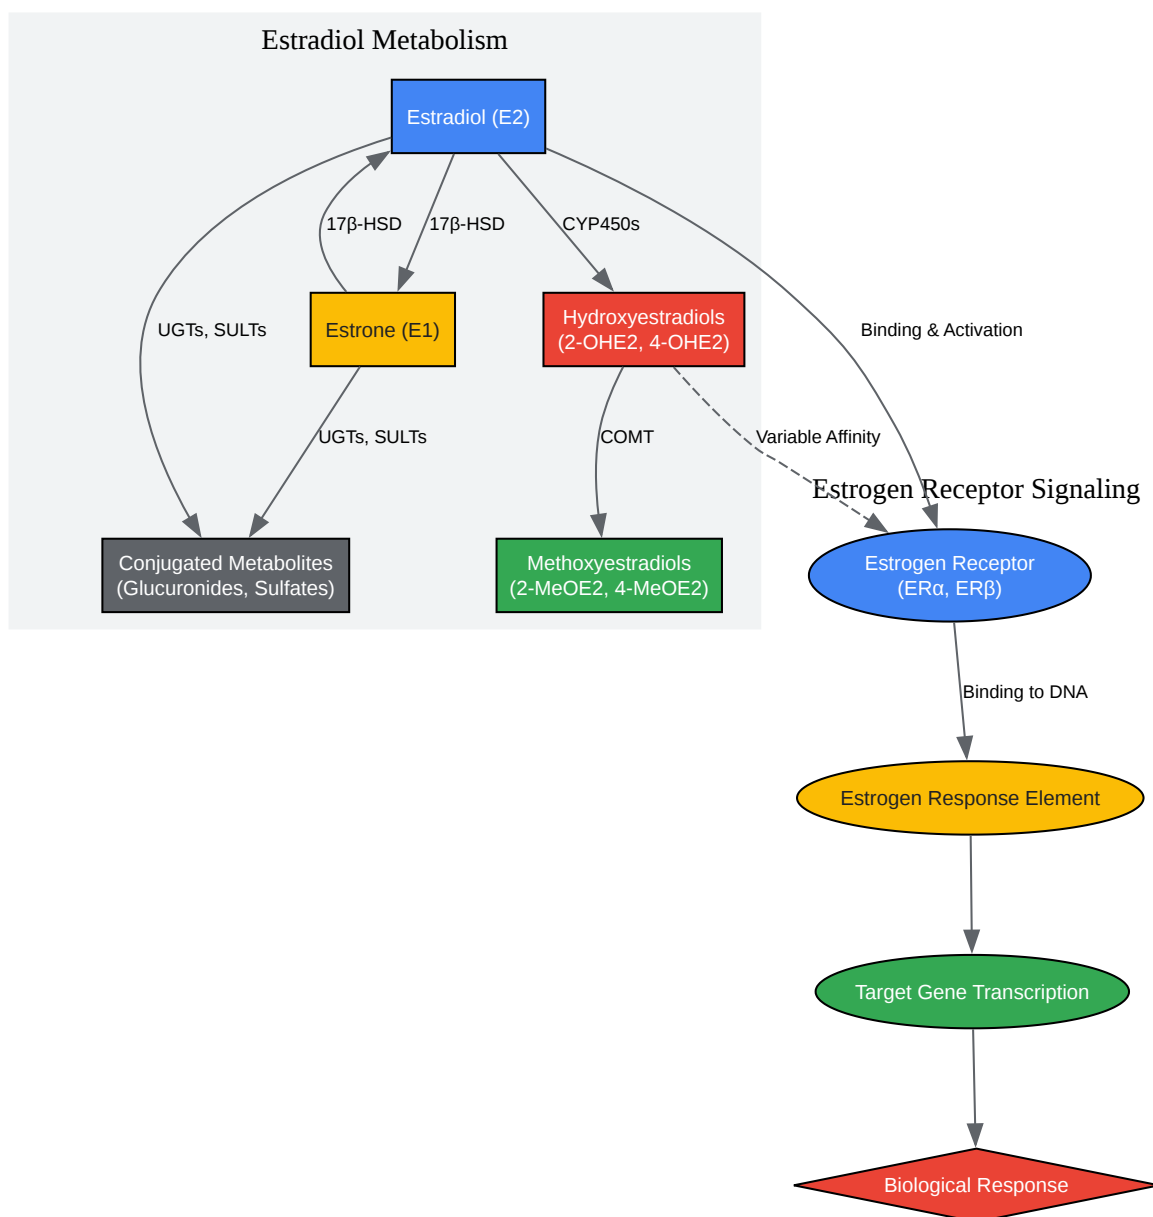 Estradiol Metabolism
Estradiol (E2)
17β-HSD
17β-HSD
CYP450s
UGTs, SULTs
Estrone (E1)
Hydroxyestradiols
(2-OHE2, 4-OHE2)
Binding & Activation
UGTs, SULTs
COMT
Variable Affinity
Estrogen Receptor Signaling
Conjugated Metabolites
(Glucuronides, Sulfates)
Methoxyestradiols
(2-MeOE2, 4-MeOE2)
Estrogen Receptor
(ERα, ERβ)
Binding to DNA
Estrogen Response Element
Target Gene Transcription
Biological Response